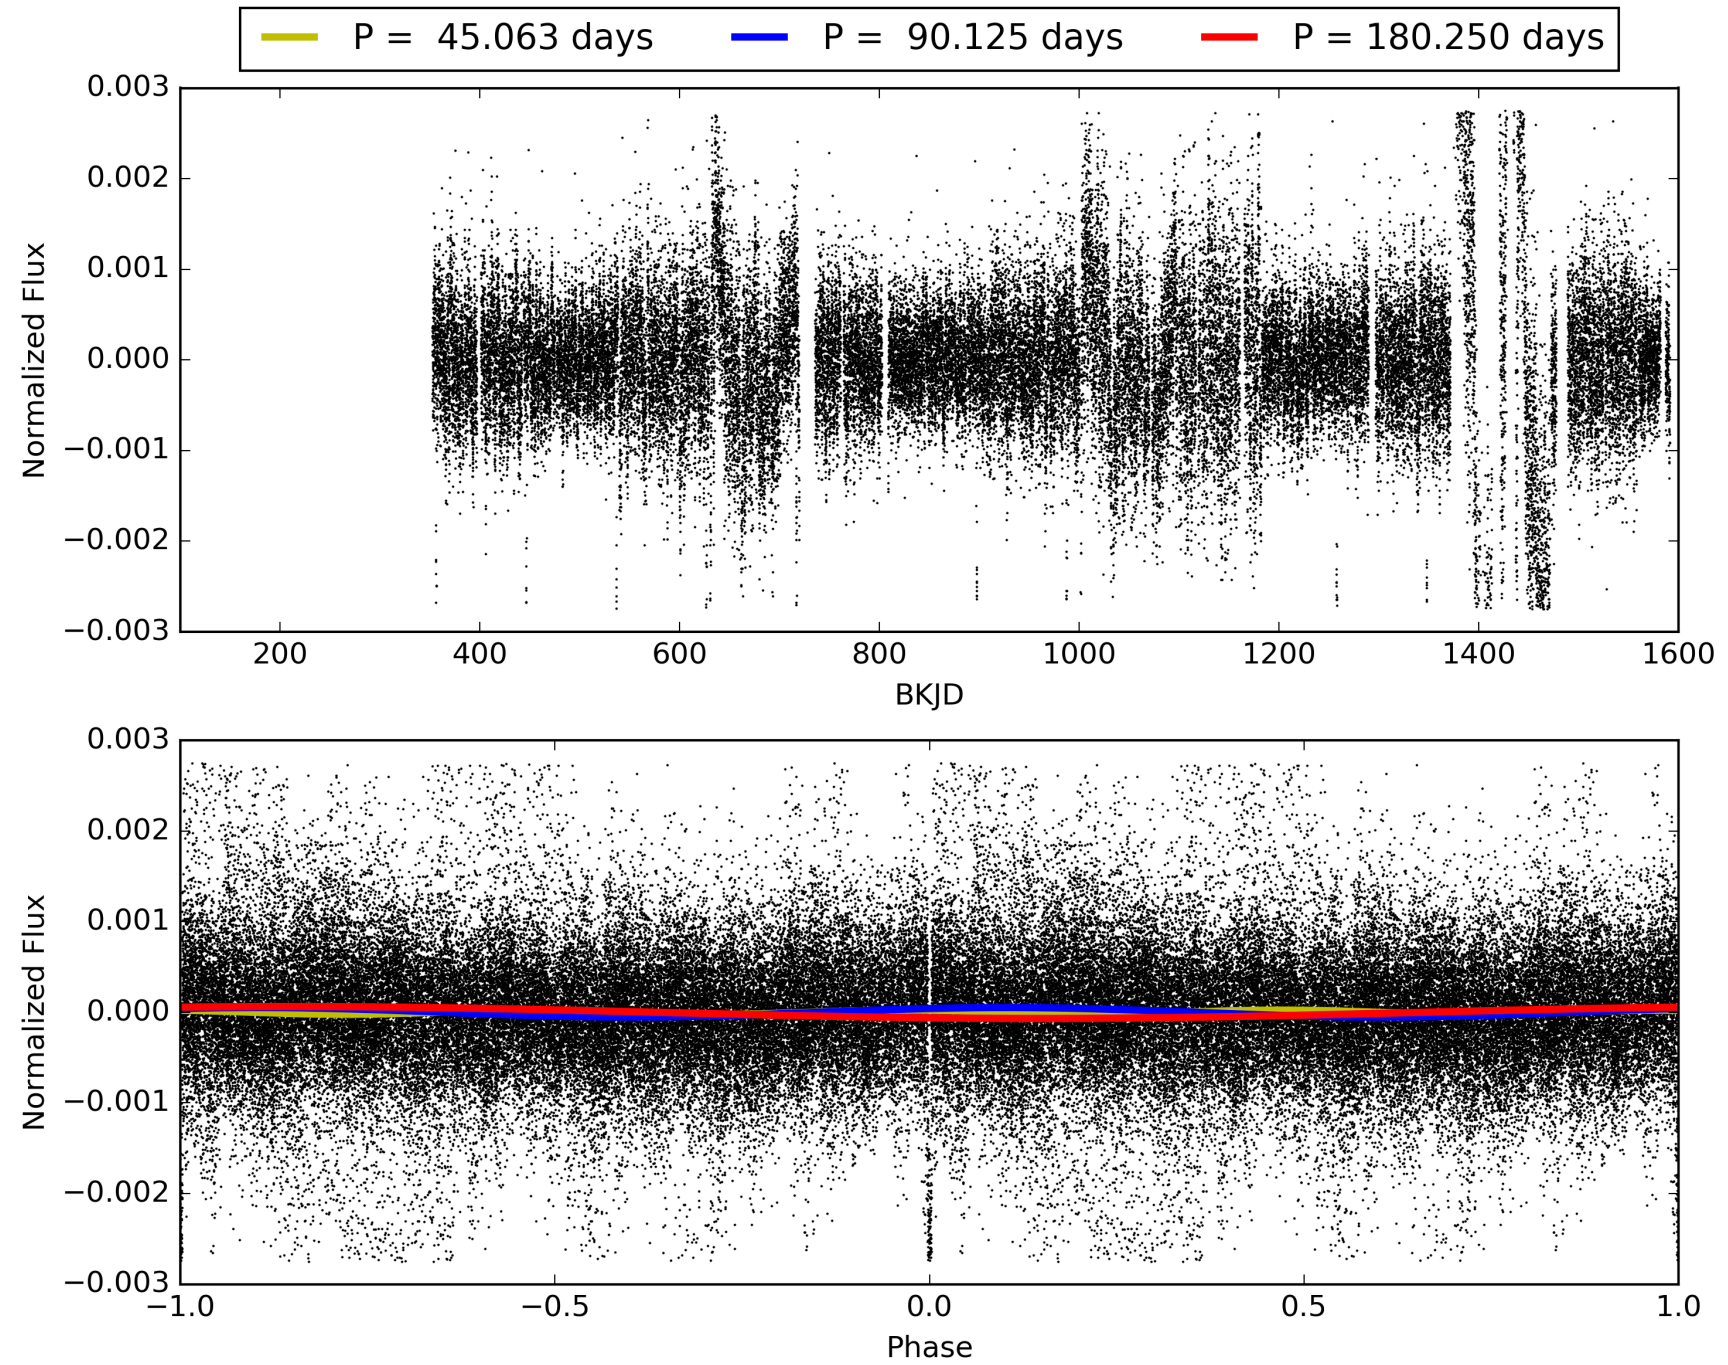 P = 45.063 days P = 90.125 days P = 180.250 days
0.003
0.002
0.001
0.000
−0.001
−0.002
−0.003
Normalized Flux
200 400 600 800 1000 1200 1400 1600
BKJD
0.003
0.002
0.001
0.000
−0.001
−0.002
−0.003
Normalized Flux
−1.0 −0.5 0.0 0.5 1.0
Phase